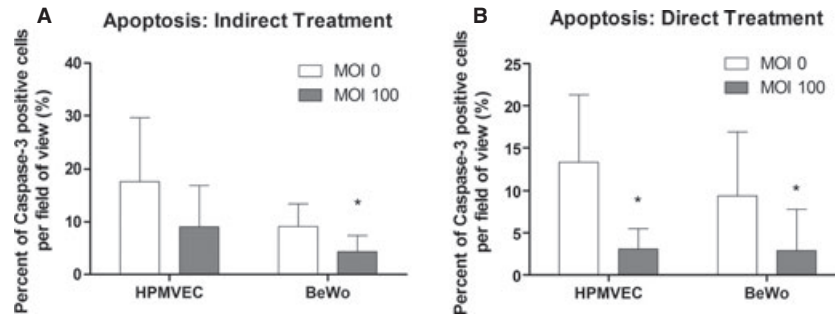 A
Apoptosis: Indirect Treatment
Percent of Caspase-3 positive cells
per field of view (%)
40
30
20
10
0
MOI 0
MOI 100
*
HPMVEC
BeWo
B
Apoptosis: Direct Treatment
Percent of Caspase-3 positive cells
per field of view (%)
25
20
15
10
5
0
MOI 0
MOI 100
*
*
HPMVEC
BeWo